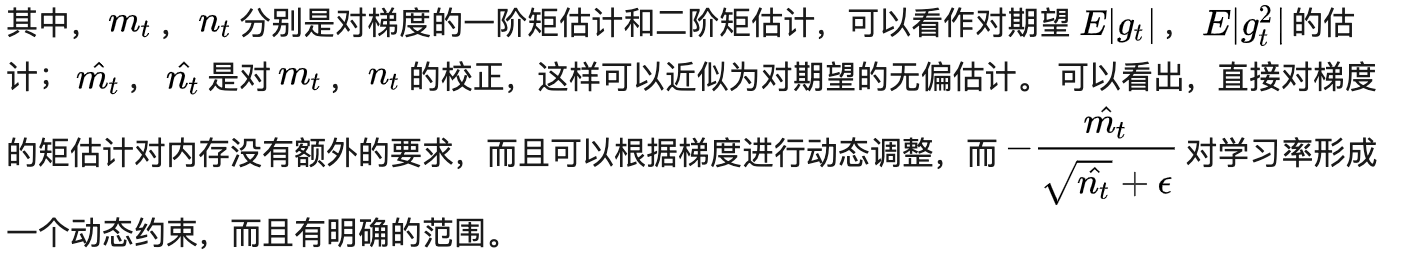 其中， $m_t$ ， $n_t$ 分别是对梯度的一阶矩估计和二阶矩估计，可以看作对期望 $E|g_t|$ ， $E|g_t^2|$ 的估
计； $\hat{m_t}$ ， $\hat{n_t}$ 是对 $m_t$ ， $n_t$ 的校正，这样可以近似为对期望的无偏估计。 可以看出，直接对梯度
的矩估计对内存没有额外的要求，而且可以根据梯度进行动态调整，而 $-\frac{\hat{m_t}}{\sqrt{\hat{n_t}}+\epsilon}$ 对学习率形成
一个动态约束，而且有明确的范围。